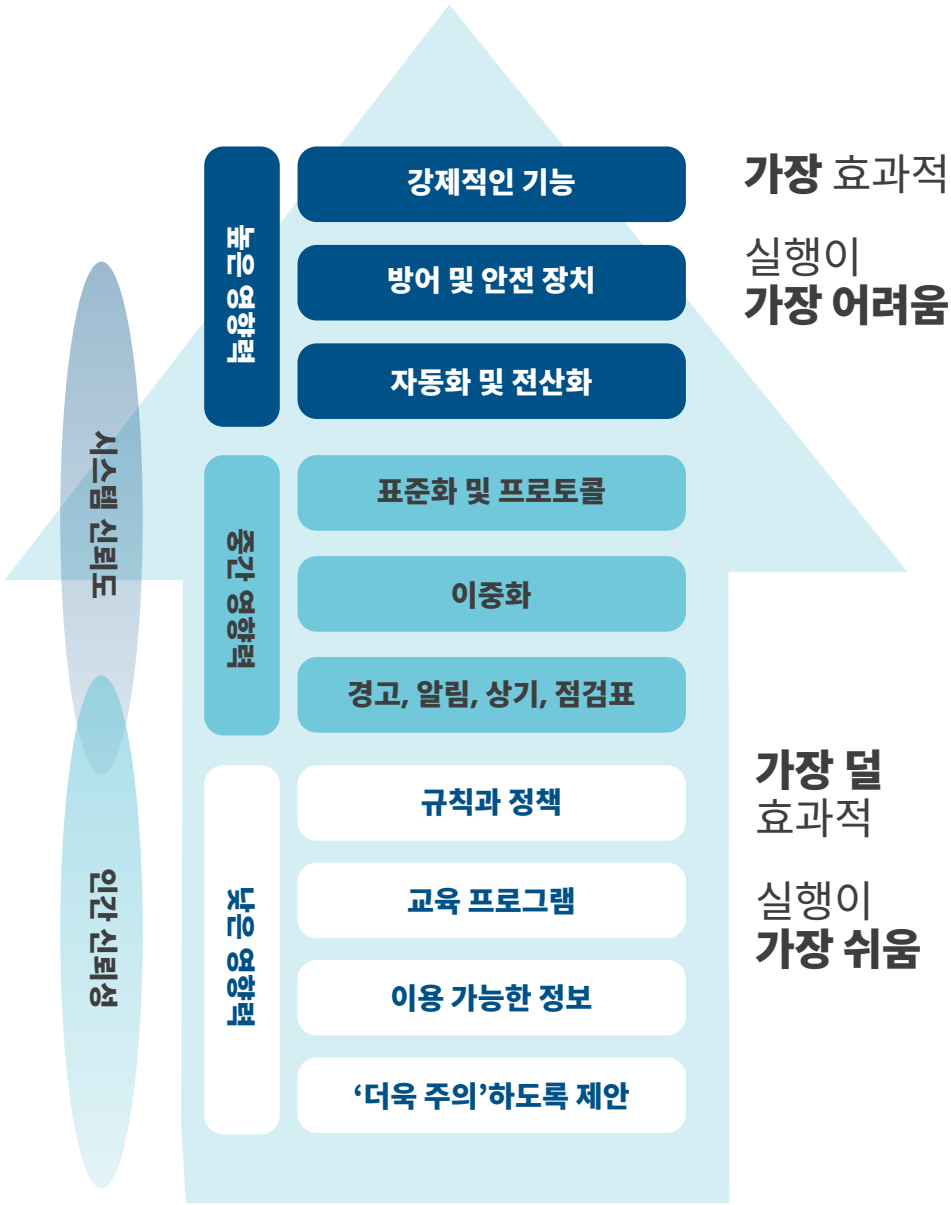 높은 영향력
강제적인 기능
방어 및 안전 장치
자동화 및 전산화
가장 효과적
실행이
가장 어려움
시스템 신뢰도
중간 영향력
표준화 및 프로토콜
이중화
경고, 알림, 상기, 점검표
인간 신뢰성
낮은 영향력
규칙과 정책
교육 프로그램
이용 가능한 정보
‘더욱 주의’하도록 제안
가장 덜
효과적
실행이
가장 쉬움